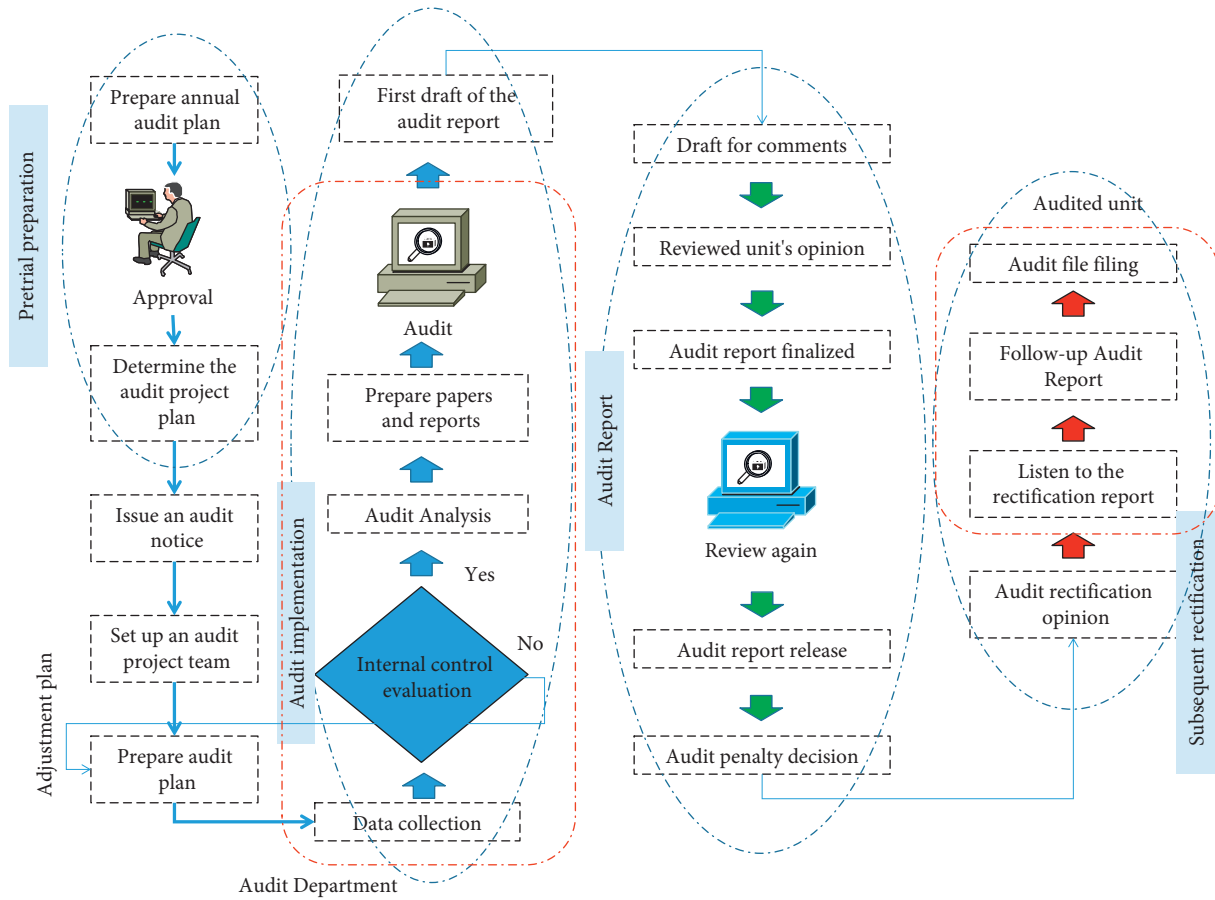 Pretrial preparation
Prepare annual
audit plan
Approval
Determine the
audit project
plan
Issue an audit
notice
Set up an audit
project team
Adjustment plan
Prepare audit
plan
First draft of the
audit report
Audit
Prepare papers
and reports
Audit Analysis
Yes
Audit implementation
No
Internal control
evaluation
Data collection
Audit Department
Draft for comments
Reviewed unit's opinion
Audit report finalized
Audit Report
Review again
Audit report release
Audit penalty decision
Audited unit
Audit file filing
Follow-up Audit
Report
Listen to the
rectification report
Audit rectification
opinion
Subsequent rectification